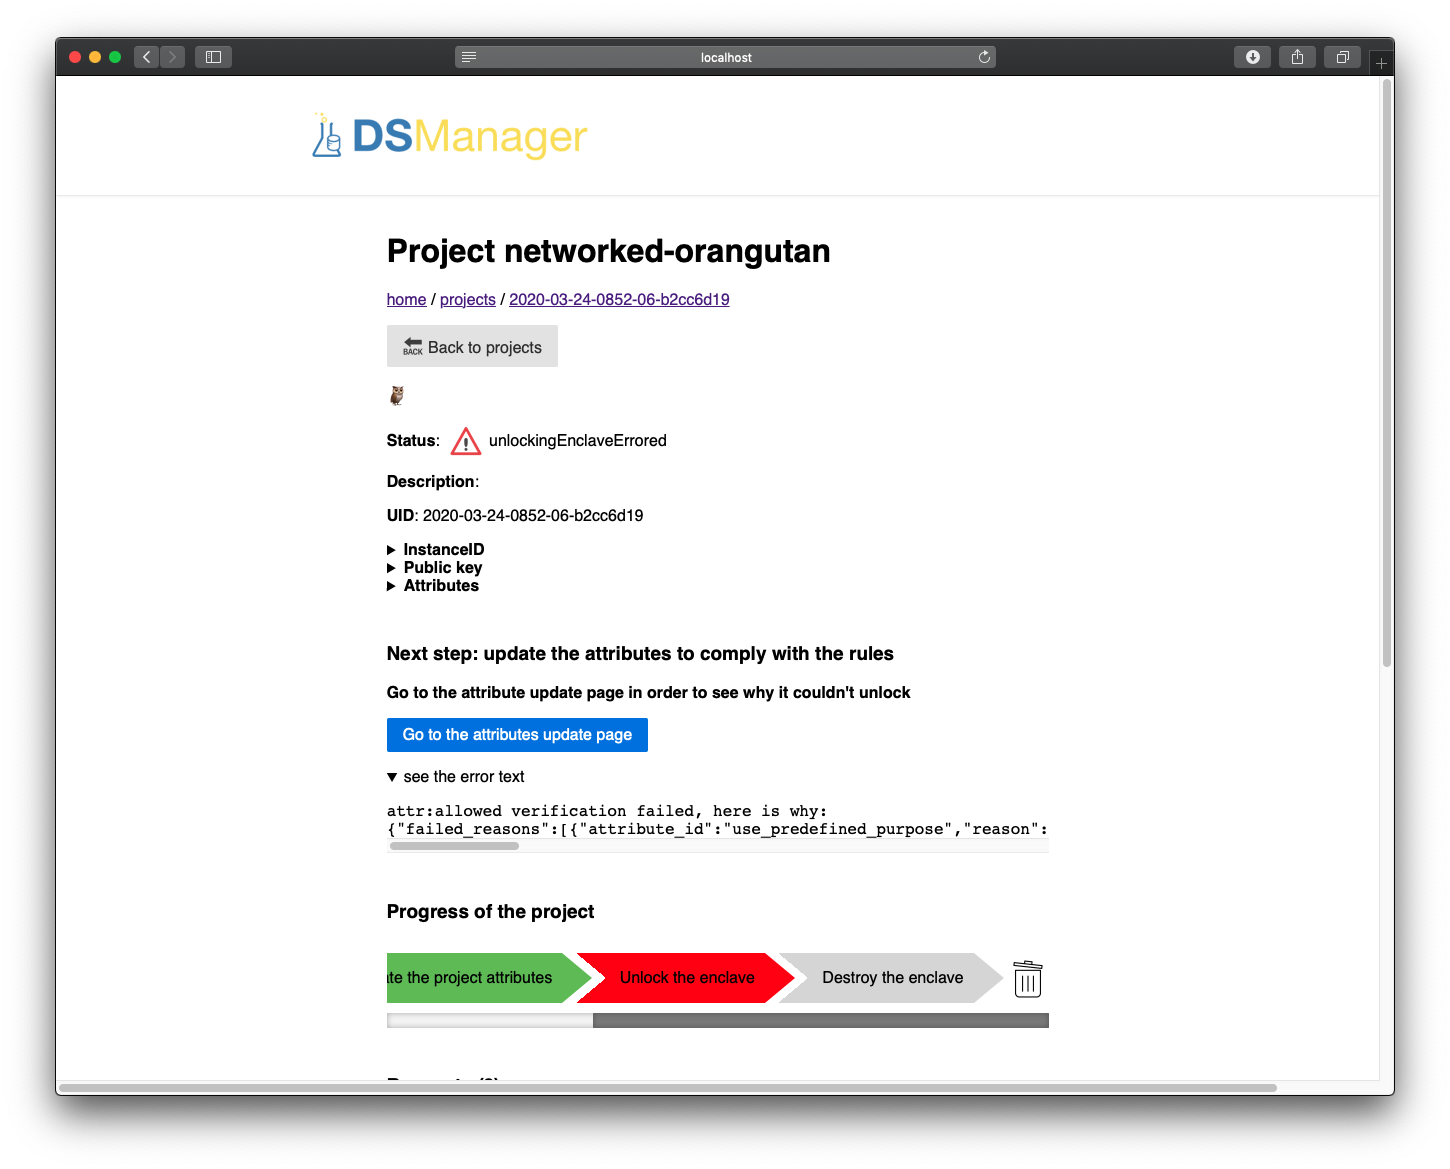 localhost
DSManager
Project networked-orangutan
home / projects / 2020-03-24-0852-06-b2cc6d19
BACK Back to projects
Status: unlockingEnclaveErrored
Description:
UID: 2020-03-24-0852-06-b2cc6d19
InstanceID
Public key
Attributes
Next step: update the attributes to comply with the rules
Go to the attribute update page in order to see why it couldn't unlock
Go to the attributes update page
see the error text
attr:allowed verification failed, here is why:
{"failed_reasons":[{"attribute_id":"use_predefined_purpose","reason":
Progress of the project
te the project attributes Unlock the enclave Destroy the enclave